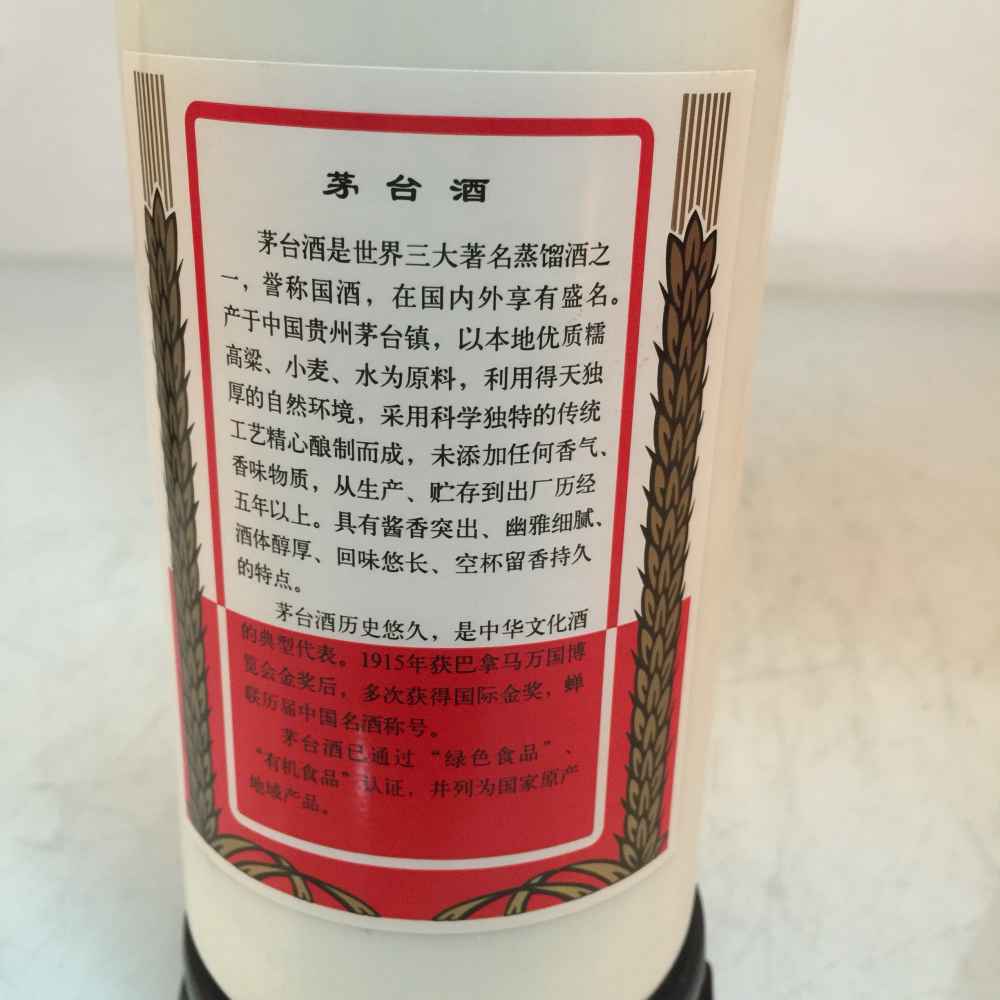 茅台酒
茅台酒是世界三大著名蒸馏酒之
一，誉称国酒，在国内外享有盛名。
产于中国贵州茅台镇，以本地优质糯
高粱、小麦、水为原料，利用得天独
厚的自然环境，采用科学独特的传统
工艺精心酿制而成，未添加任何香气、
香味物质，从生产、贮存到出厂历经
五年以上。具有酱香突出、幽雅细腻、
酒体醇厚、回味悠长、空杯留香持久
的特点。
茅台酒历史悠久，是中华文化酒
的典型代表。1915年获巴拿马万国博
览会金奖后，多次获得国际金奖，蝉
联历届中国名酒称号。
茅台酒已通过“绿色食品”、
“有机食品”认证，并列为国家原产
地域产品。